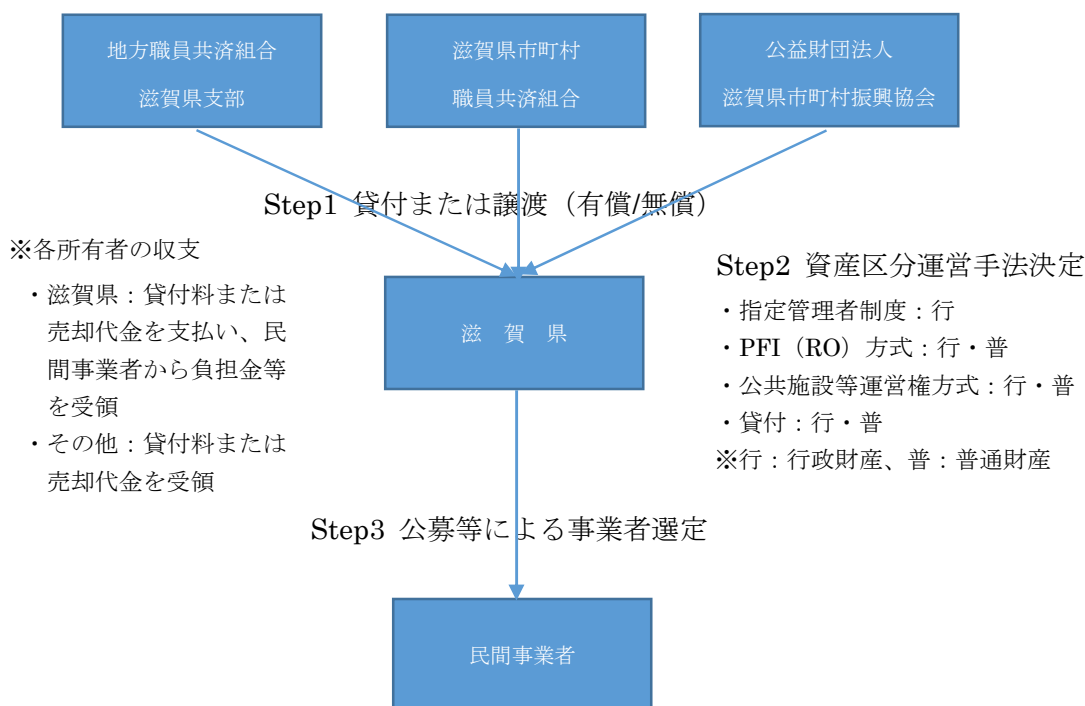 地方職員共済組合
滋賀県支部
滋賀県市町村
職員共済組合
公益財団法人
滋賀県市町村振興協会
Step1 貸付または譲渡（有償/無償）
※各所有者の収支
・滋賀県：貸付料または
売却代金を支払い、民
間事業者から負担金等
を受領
・その他：貸付料または
売却代金を受領
滋　賀　県
Step2 資産区分運営手法決定
・指定管理者制度：行
・PFI（RO）方式：行・普
・公共施設等運営権方式：行・普
・貸付：行・普
※行：行政財産、普：普通財産
Step3 公募等による事業者選定
民間事業者